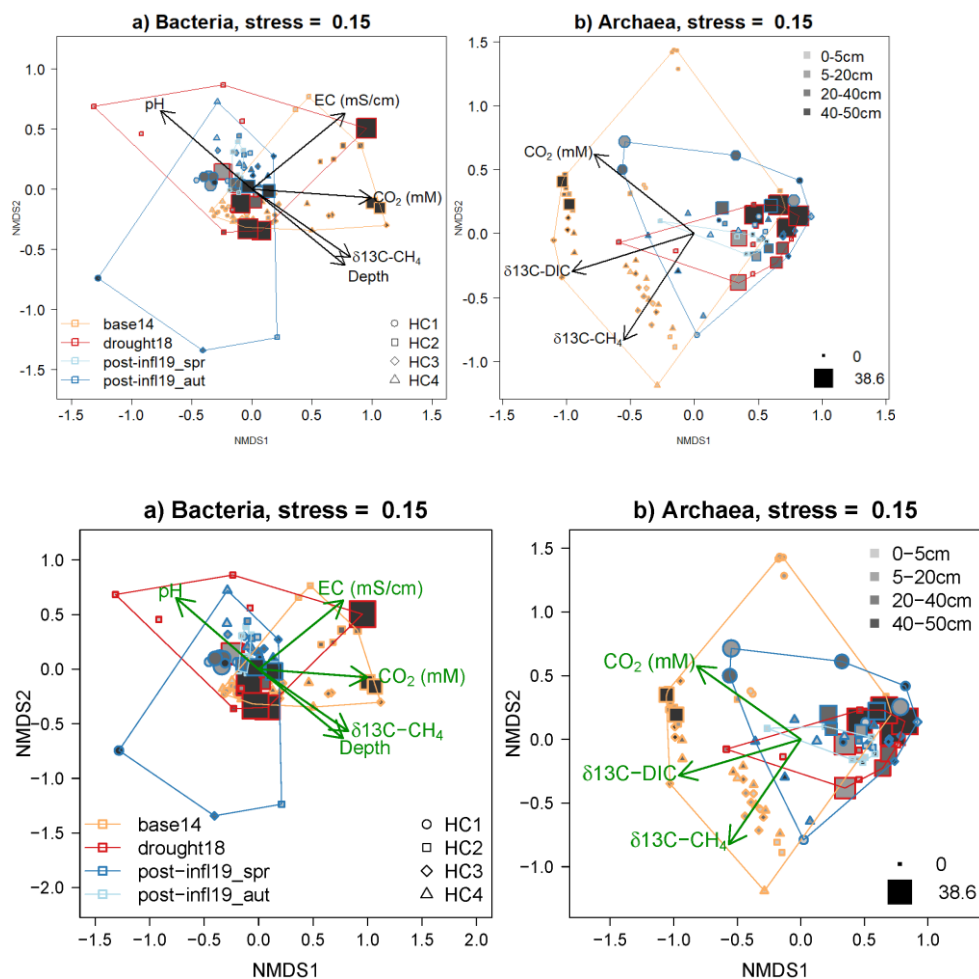 a) Bacteria, stress = 0.15
1.0
0.5
0.0
-0.5
-1.0
-1.5
NMDS2
pH
EC (mS/cm)
CO₂ (mM)
δ13C-CH₄
Depth
base14
drought18
post-infl19_spr
post-infl19_aut
HC1
HC2
HC3
HC4
-1.5 -1.0 -0.5 0.0 0.5 1.0 1.5
NMDS1
b) Archaea, stress = 0.15
1.5
1.0
0.5
0.0
-0.5
-1.0
NMDS2
0-5cm
5-20cm
20-40cm
40-50cm
CO₂ (mM)
δ13C-DIC
δ13C-CH₄
0
38.6
-1.5 -1.0 -0.5 0.0 0.5 1.0 1.5
NMDS1
a) Bacteria, stress = 0.15
1.0
0.5
0.0
−0.5
−1.0
−1.5
−2.0
NMDS2
pH
EC (mS/cm)
CO₂ (mM)
δ13C−CH₄
Depth
base14
drought18
post−infl19_spr
post−infl19_aut
HC1
HC2
HC3
HC4
−1.5 −1.0 −0.5 0.0 0.5 1.0 1.5 2.0
NMDS1
b) Archaea, stress = 0.15
1.5
1.0
0.5
0.0
−0.5
−1.0
NMDS2
0−5cm
5−20cm
20−40cm
40−50cm
CO₂ (mM)
δ13C−DIC
δ13C−CH₄
0
38.6
−1.5 −1.0 −0.5 0.0 0.5 1.0 1.5
NMDS1